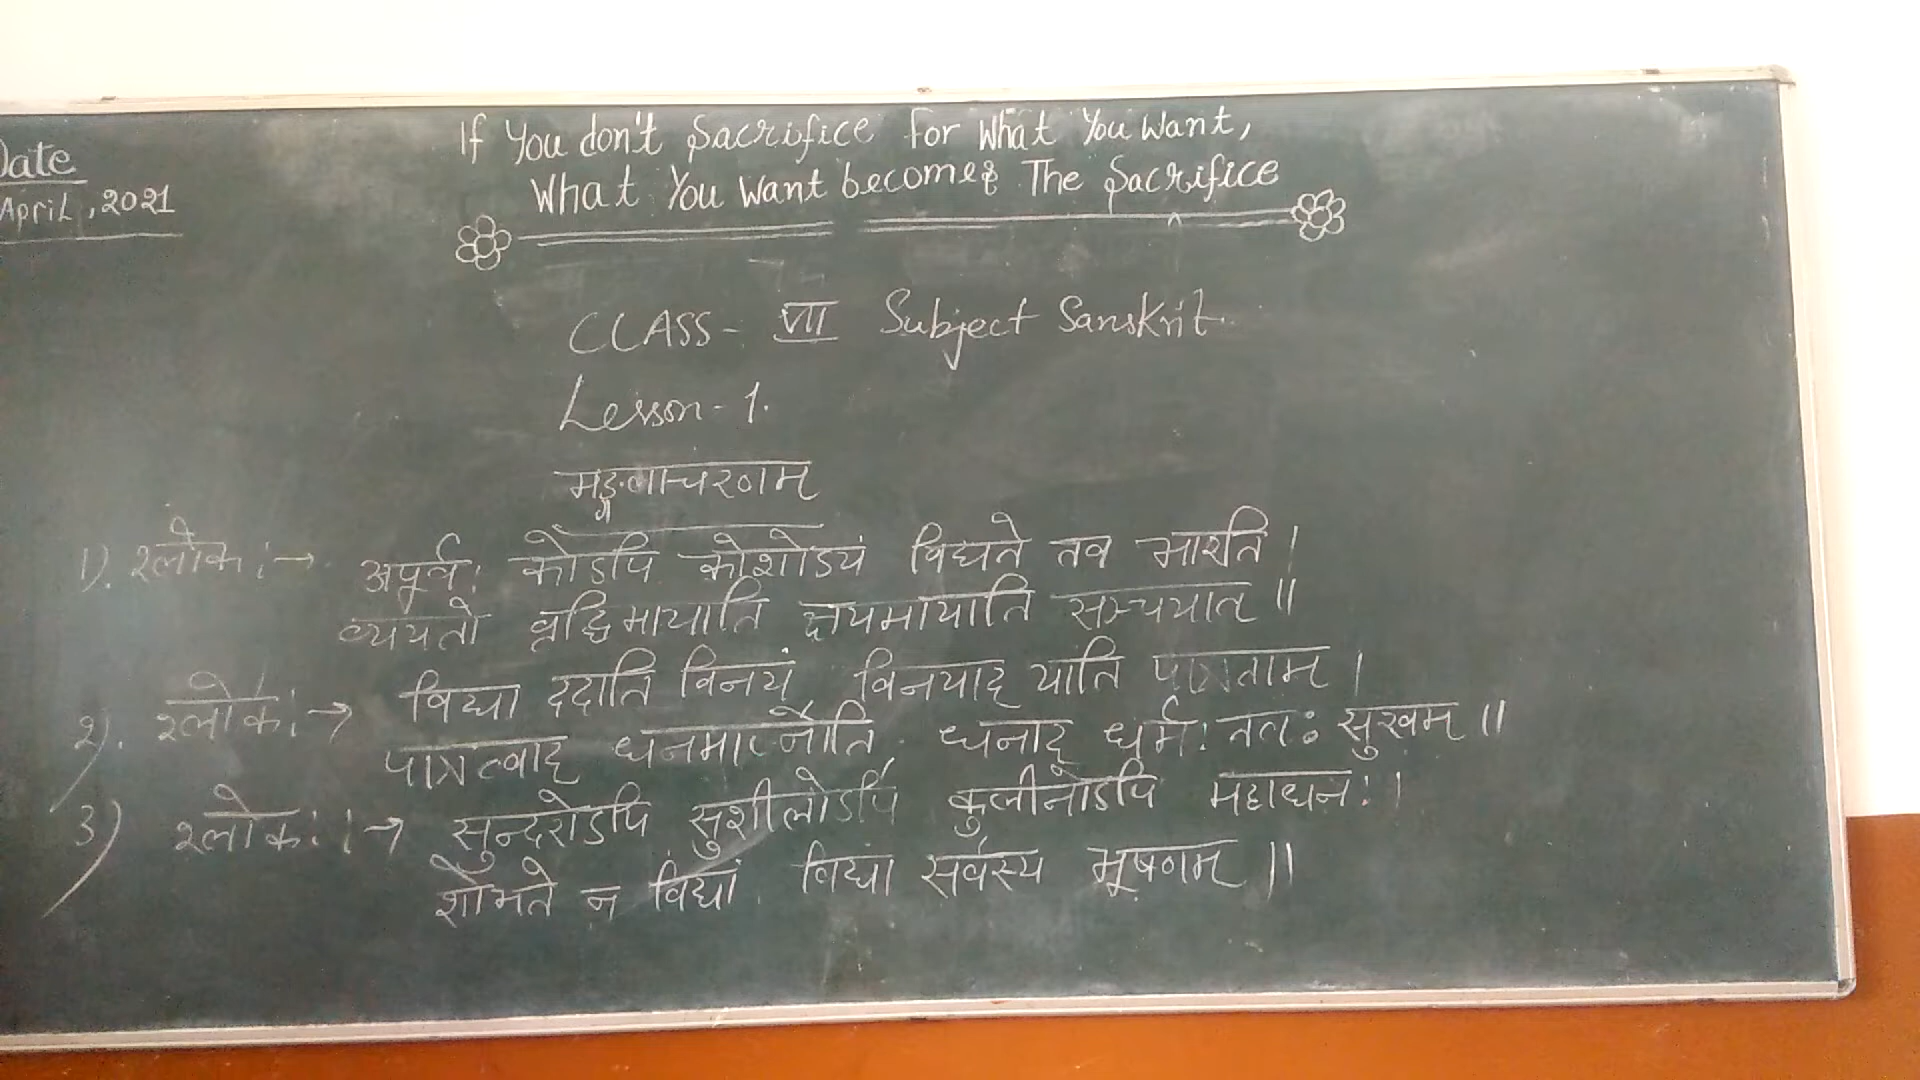 Date
April, 2021
If You don't Sacrifice For What You Want,
What You Want becomes The Sacrifice
CLASS - VII Subject Sanskrit
Lesson - 1.
मङ्गलाचरणम्
1). श्लोक :→ अपूर्व: कोऽपि कोशोऽयं विद्यते तव भारति।
व्ययतो वृद्धिमायाति क्षयमायाति सञ्चयात् ॥
2). श्लोक :→ विद्या ददाति विनयं विनयाद् याति पात्रताम्।
पात्रत्वाद् धनमाप्नोति धनाद् धर्म: ततः सुखम् ॥
3) श्लोक: :→ सुन्दरोऽपि सुशीलोऽपि कुलीनोऽपि महाधनः।
शोभते न विद्यां विद्या सर्वस्य भूषणम् ॥